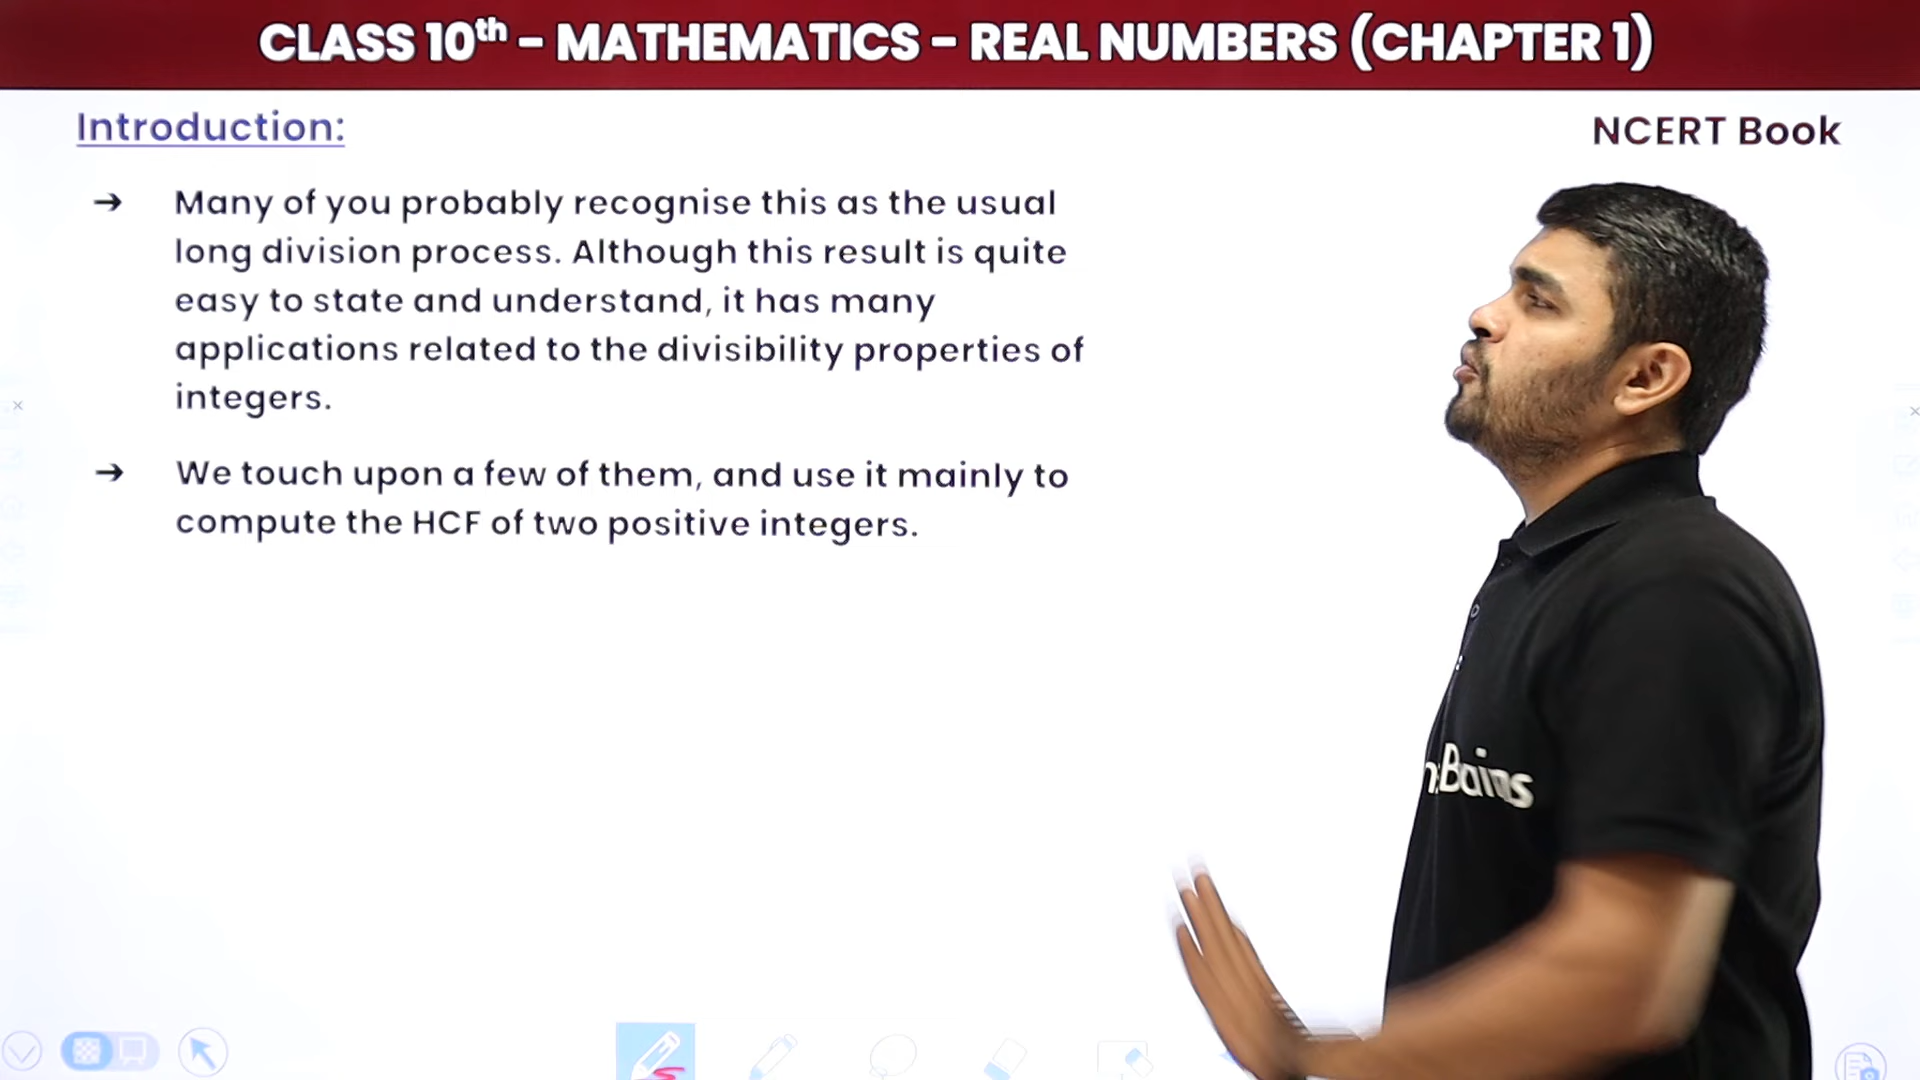 CLASS 10th - MATHEMATICS - REAL NUMBERS (CHAPTER 1)
Introduction:
NCERT Book
➔ Many of you probably recognise this as the usual
long division process. Although this result is quite
easy to state and understand, it has many
applications related to the divisibility properties of
integers.
➔ We touch upon a few of them, and use it mainly to
compute the HCF of two positive integers.